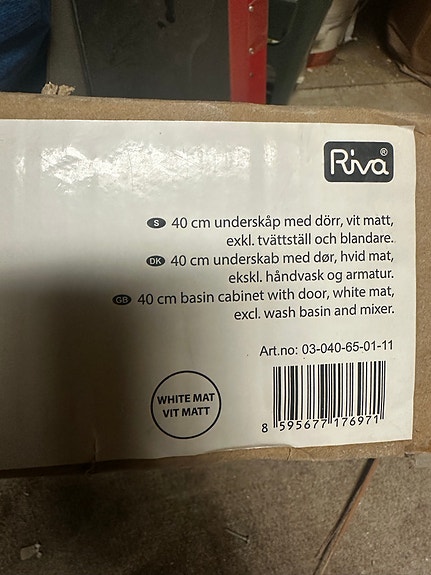 Riva®
S 40 cm underskåp med dörr, vit matt,
exkl. tvättställ och blandare.
DK 40 cm underskab med dør, hvid mat,
ekskl. håndvask og armatur.
GB 40 cm basin cabinet with door, white mat,
excl. wash basin and mixer.
Art.no: 03-040-65-01-11
WHITE MAT
VIT MATT
8 595677 176971